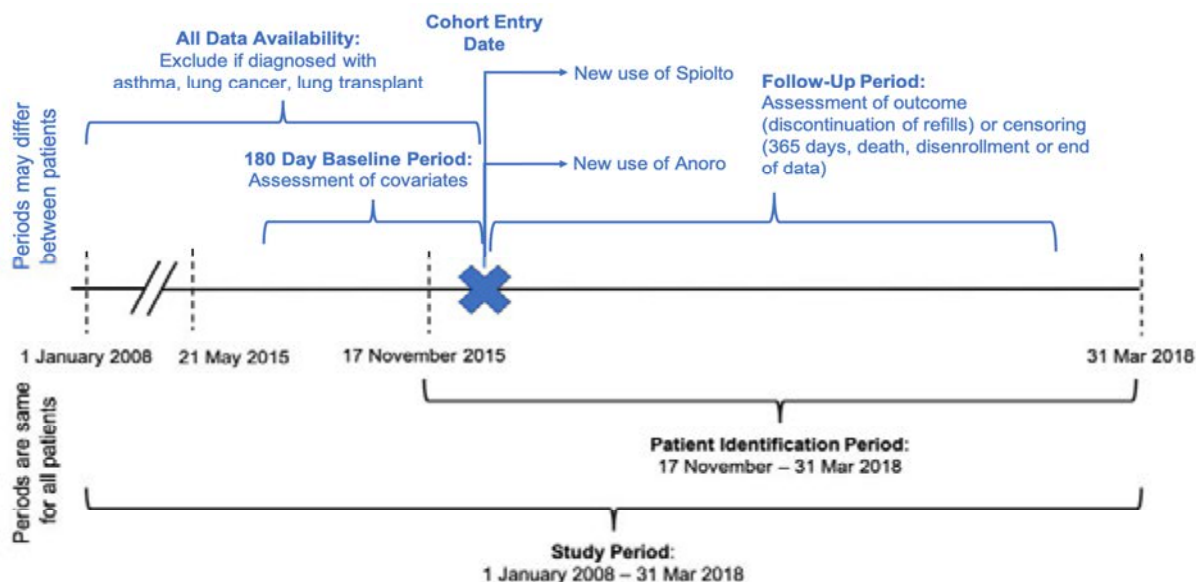 Cohort Entry
Date
All Data Availability:
Exclude if diagnosed with
asthma, lung cancer, lung transplant
New use of Spiolto
Follow-Up Period:
Assessment of outcome
(discontinuation of refills) or censoring
(365 days, death, disenrollment or end
of data)
180 Day Baseline Period:
Assessment of covariates
New use of Anoro
Periods may differ
between patients
1 January 2008
21 May 2015
17 November 2015
31 Mar 2018
Periods are same
for all patients
Patient Identification Period:
17 November – 31 Mar 2018
Study Period:
1 January 2008 – 31 Mar 2018